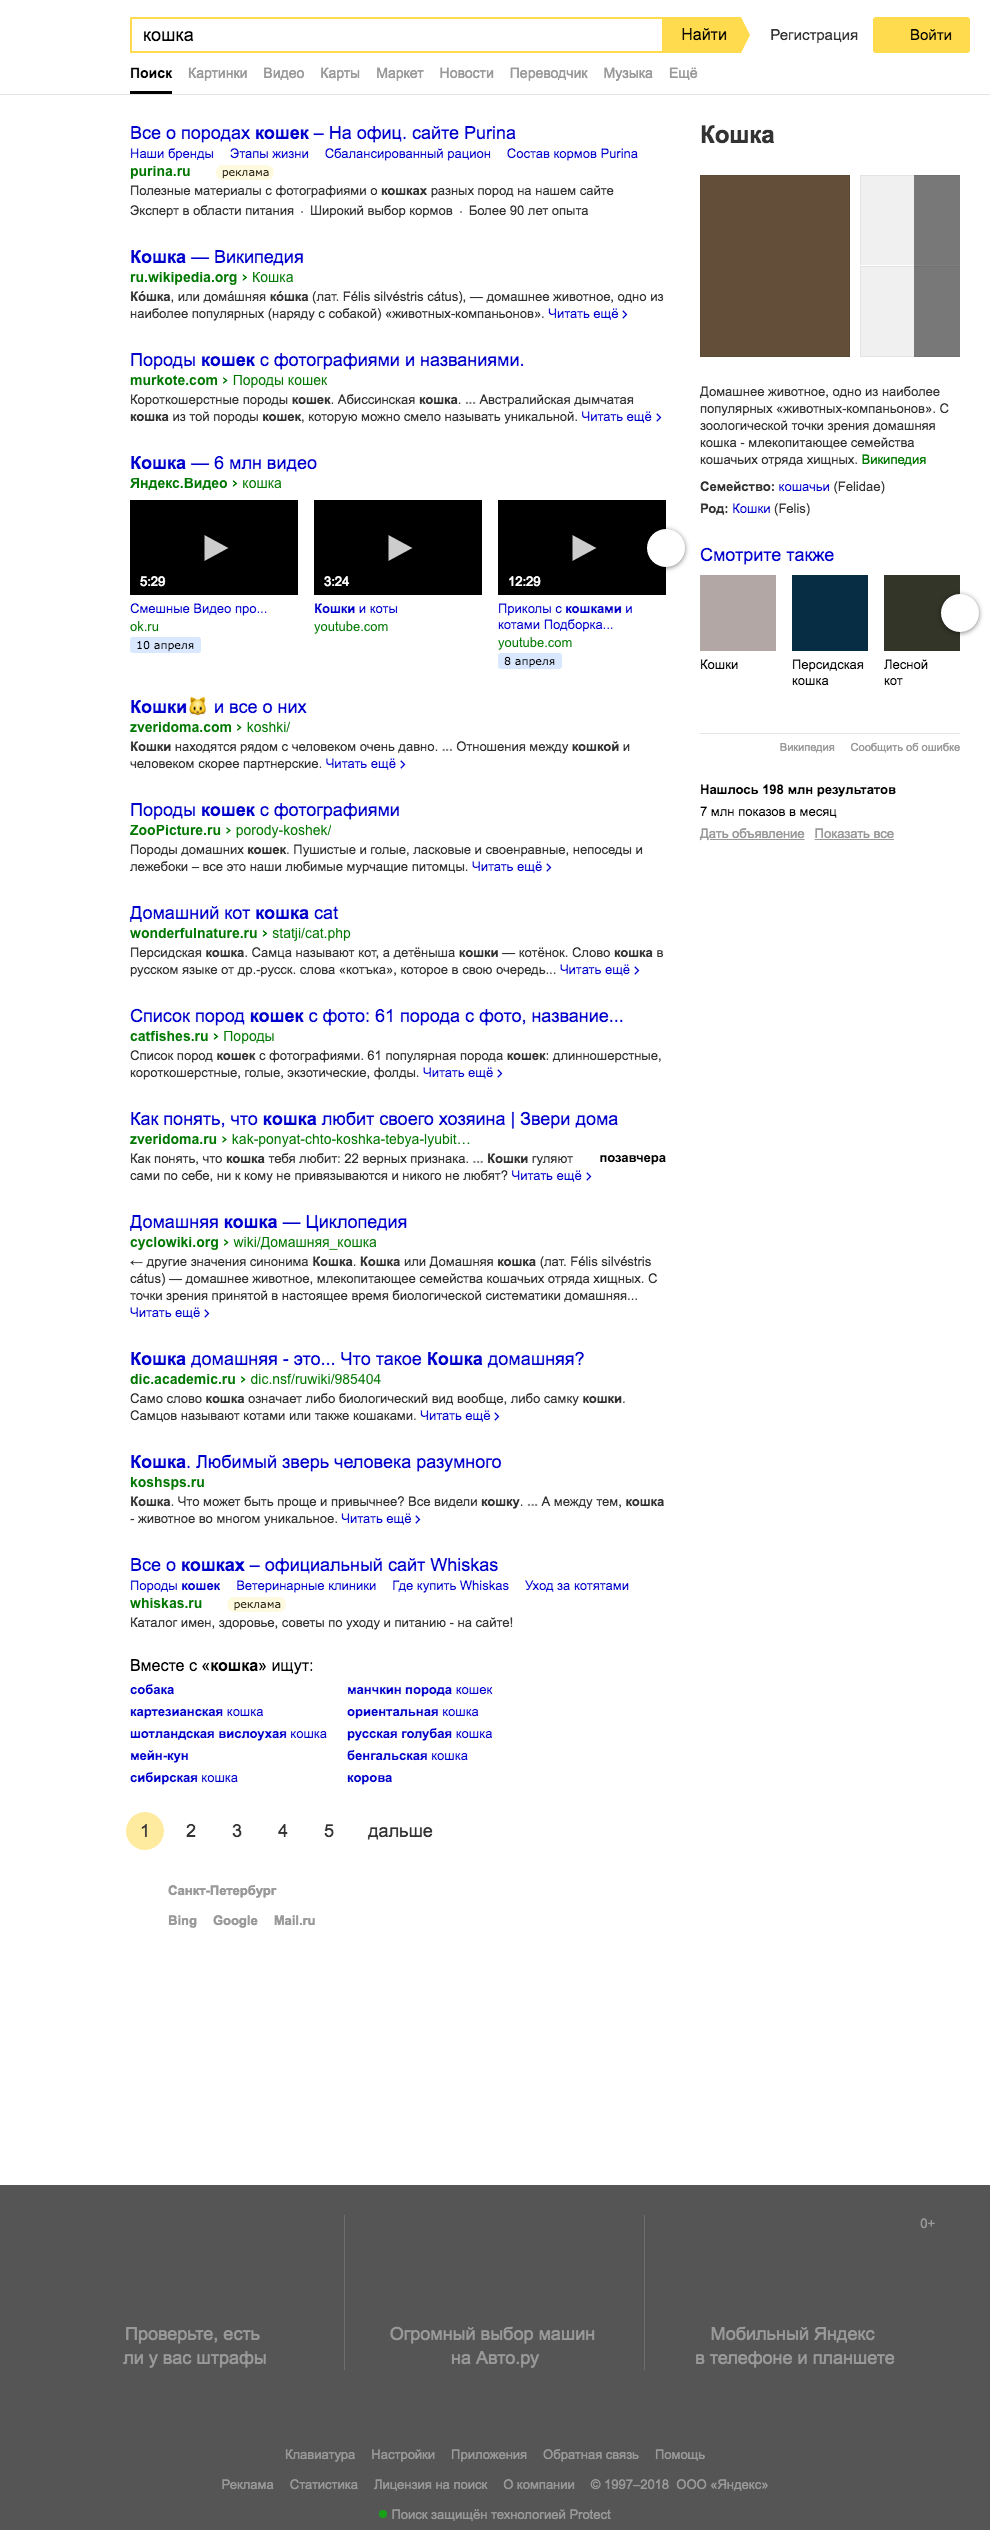 кошка
Найти
Регистрация
Войти
Поиск Картинки Видео Карты Маркет Новости Переводчик Музыка Ещё
Все о породах кошек – На офиц. сайте Purina
Наши бренды Этапы жизни Сбалансированный рацион Состав кормов Purina
purina.ru реклама
Полезные материалы с фотографиями о кошках разных пород на нашем сайте
Эксперт в области питания · Широкий выбор кормов · Более 90 лет опыта
Кошка — Википедия
ru.wikipedia.org › Кошка
Ко́шка, или дома́шняя ко́шка (лат. Félis silvéstris cátus), — домашнее животное, одно из
наиболее популярных (наряду с собакой) «животных-компаньонов». Читать ещё ›
Породы кошек с фотографиями и названиями.
murkote.com › Породы кошек
Короткошерстные породы кошек. Абиссинская кошка. ... Австралийская дымчатая
кошка из той породы кошек, которую можно смело называть уникальной. Читать ещё ›
Кошка — 6 млн видео
Яндекс.Видео › кошка
5:29 3:24 12:29
Смешные Видео про...
ok.ru
10 апреля
Кошки и коты
youtube.com
Приколы с кошками и
котами Подборка...
youtube.com
8 апреля
Кошки🐱 и все о них
zveridoma.com › koshki/
Кошки находятся рядом с человеком очень давно. ... Отношения между кошкой и
человеком скорее партнерские. Читать ещё ›
Породы кошек с фотографиями
ZooPicture.ru › porody-koshek/
Породы домашних кошек. Пушистые и голые, ласковые и своенравные, непоседы и
лежебоки – все это наши любимые мурчащие питомцы. Читать ещё ›
Домашний кот кошка cat
wonderfulnature.ru › statji/cat.php
Персидская кошка. Самца называют кот, а детёныша кошки — котёнок. Слово кошка в
русском языке от др.-русск. слова «котъка», которое в свою очередь... Читать ещё ›
Список пород кошек с фото: 61 порода с фото, название...
catfishes.ru › Породы
Список пород кошек с фотографиями. 61 популярная порода кошек: длинношерстные,
короткошерстные, голые, экзотические, фолды. Читать ещё ›
Как понять, что кошка любит своего хозяина | Звери дома
zveridoma.ru › kak-ponyat-chto-koshka-tebya-lyubit…
Как понять, что кошка тебя любит: 22 верных признака. ... Кошки гуляют позавчера
сами по себе, ни к кому не привязываются и никого не любят? Читать ещё ›
Домашняя кошка — Циклопедия
cyclowiki.org › wiki/Домашняя_кошка
← другие значения синонима Кошка. Кошка или Домашняя кошка (лат. Félis silvéstris
cátus) — домашнее животное, млекопитающее семейства кошачьих отряда хищных. С
точки зрения принятой в настоящее время биологической систематики домашняя...
Читать ещё ›
Кошка домашняя - это... Что такое Кошка домашняя?
dic.academic.ru › dic.nsf/ruwiki/985404
Само слово кошка означает либо биологический вид вообще, либо самку кошки.
Самцов называют котами или также кошаками. Читать ещё ›
Кошка. Любимый зверь человека разумного
koshsps.ru
Кошка. Что может быть проще и привычнее? Все видели кошку. ... А между тем, кошка
- животное во многом уникальное. Читать ещё ›
Все о кошках – официальный сайт Whiskas
Породы кошек Ветеринарные клиники Где купить Whiskas Уход за котятами
whiskas.ru реклама
Каталог имен, здоровье, советы по уходу и питанию - на сайте!
Вместе с «кошка» ищут:
собака
картезианская кошка
шотландская вислоухая кошка
мейн-кун
сибирская кошка
манчкин порода кошек
ориентальная кошка
русская голубая кошка
бенгальская кошка
корова
1 2 3 4 5 дальше
Санкт-Петербург
Bing Google Mail.ru
Кошка
Домашнее животное, одно из наиболее
популярных «животных-компаньонов». С
зоологической точки зрения домашняя
кошка - млекопитающее семейства
кошачьих отряда хищных. Википедия
Семейство: кошачьи (Felidae)
Род: Кошки (Felis)
Смотрите также
Кошки
Персидская
кошка
Лесной
кот
Википедия Сообщить об ошибке
Нашлось 198 млн результатов
7 млн показов в месяц
Дать объявление Показать все
0+
Проверьте, есть
ли у вас штрафы
Огромный выбор машин
на Авто.ру
Мобильный Яндекс
в телефоне и планшете
Клавиатура Настройки Приложения Обратная связь Помощь
Реклама Статистика Лицензия на поиск О компании © 1997–2018 ООО «Яндекс»
Поиск защищён технологией Protect